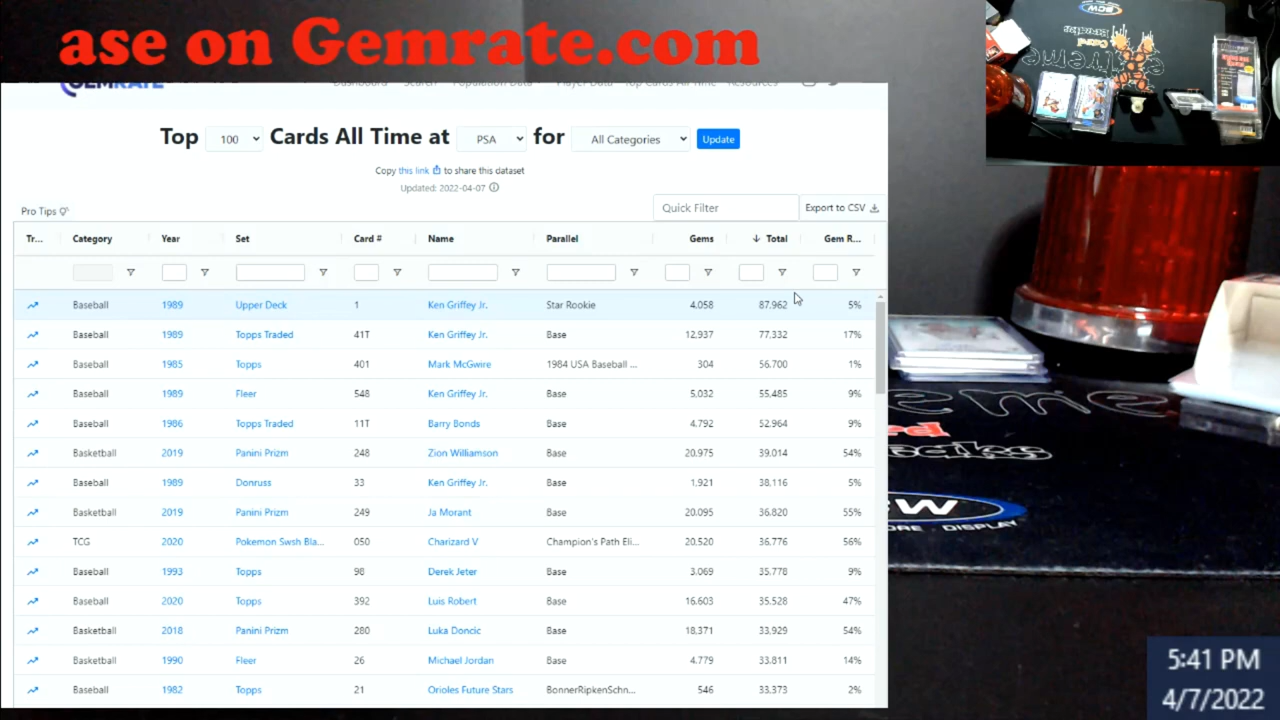 ase on Gemrate.com
GEMRATE Dashboard Search Population Data Player Data Top Cards All Time Resources
Top 100 Cards All Time at PSA for All Categories Update
Copy this link to share this dataset
Updated: 2022-04-07
Pro Tips Quick Filter Export to CSV
Tr... Category Year Set Card # Name Parallel Gems Total Gem R...
Baseball 1989 Upper Deck 1 Ken Griffey Jr. Star Rookie 4,058 87,962 5%
Baseball 1989 Topps Traded 41T Ken Griffey Jr. Base 12,937 77,332 17%
Baseball 1985 Topps 401 Mark McGwire 1984 USA Baseball ... 304 56,700 1%
Baseball 1989 Fleer 548 Ken Griffey Jr. Base 5,032 55,485 9%
Baseball 1986 Topps Traded 11T Barry Bonds Base 4,792 52,964 9%
Basketball 2019 Panini Prizm 248 Zion Williamson Base 20,975 39,014 54%
Baseball 1989 Donruss 33 Ken Griffey Jr. Base 1,921 38,116 5%
Basketball 2019 Panini Prizm 249 Ja Morant Base 20,095 36,820 55%
TCG 2020 Pokemon Swsh Bla... 050 Charizard V Champion's Path Eli... 20,520 36,776 56%
Baseball 1993 Topps 98 Derek Jeter Base 3,069 35,778 9%
Baseball 2020 Topps 392 Luis Robert Base 16,603 35,528 47%
Basketball 2018 Panini Prizm 280 Luka Doncic Base 18,371 33,929 54%
Basketball 1990 Fleer 26 Michael Jordan Base 4,779 33,811 14%
Baseball 1982 Topps 21 Orioles Future Stars BonnerRipkenSchn... 546 33,373 2%
5:41 PM
4/7/2022